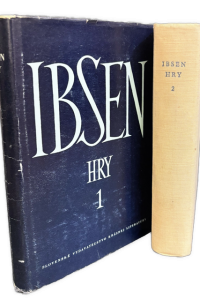 IBSEN
HRY
1
SLOVENSKÉ VYDAVATEĽSTVO KRÁSNEJ LITERATÚRY
IBSEN
HRY
2